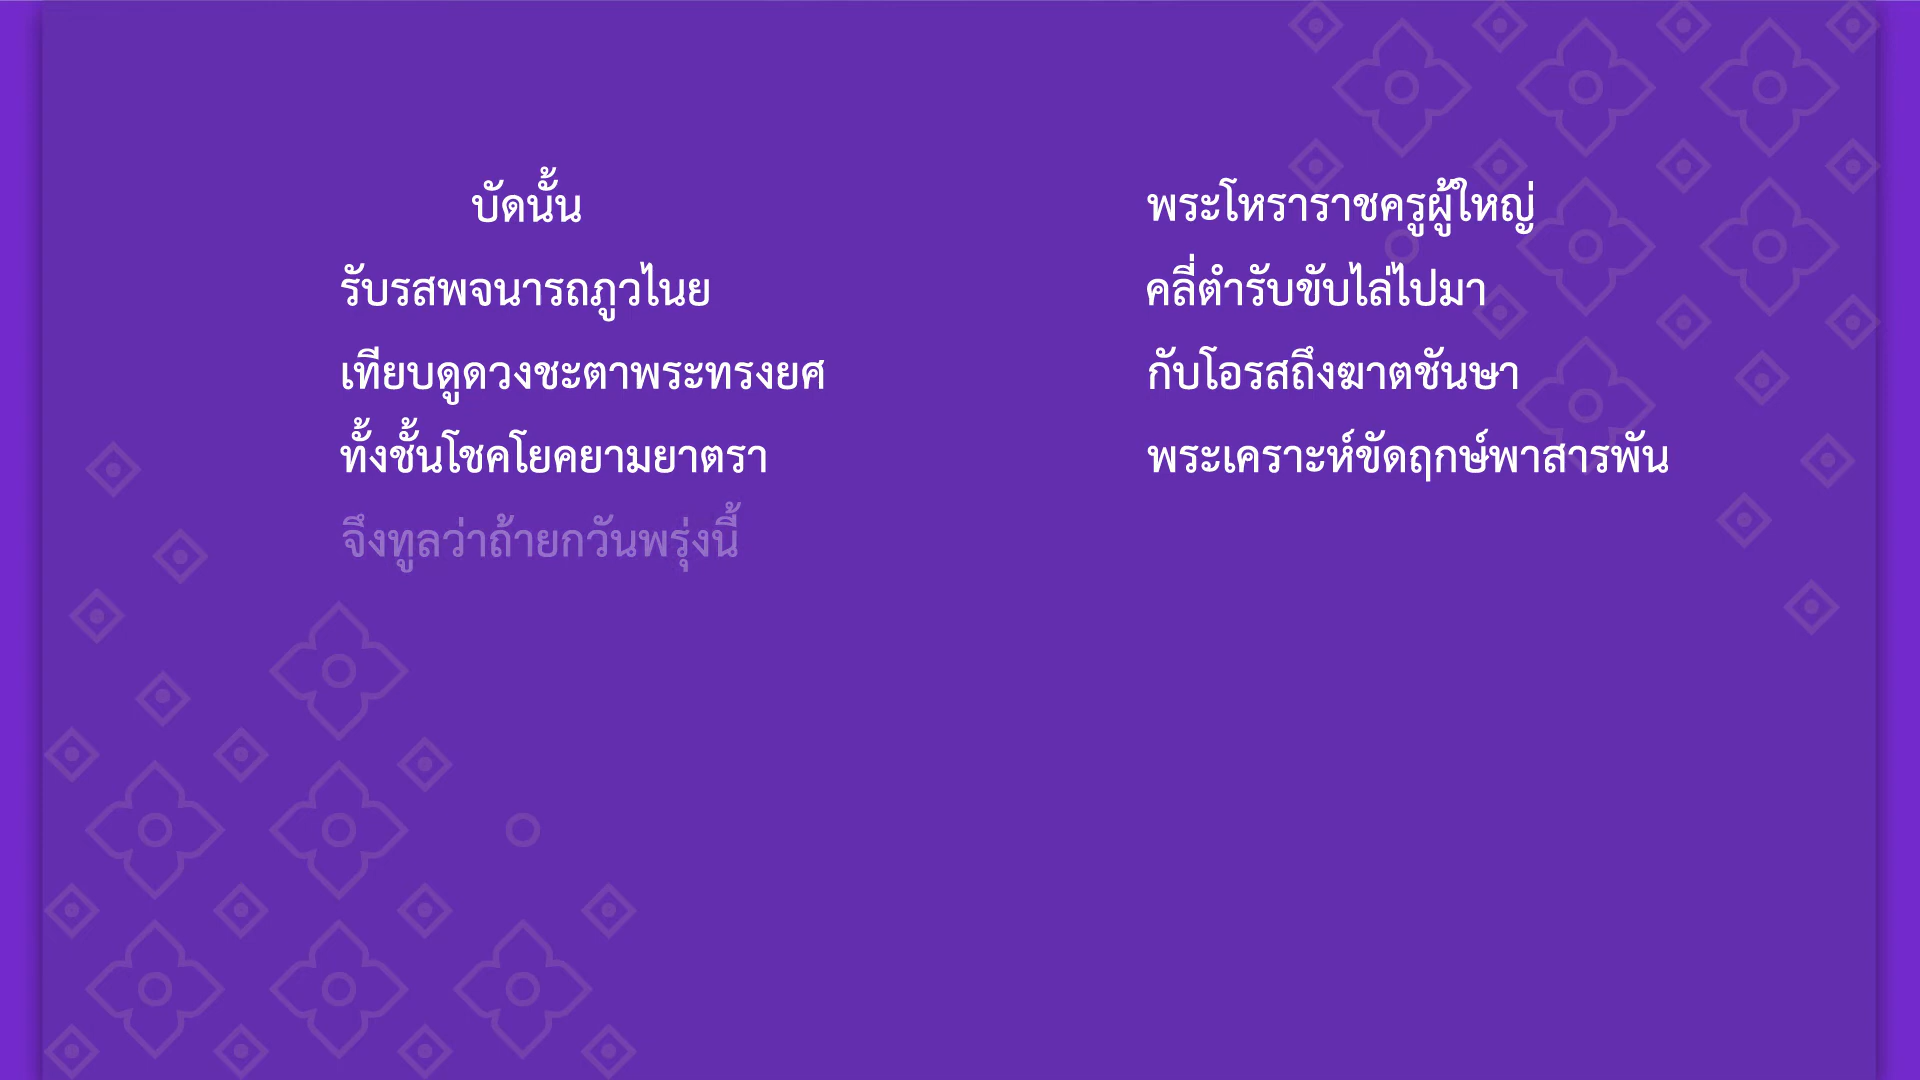 บัดนั้น พระโหราราชครูผู้ใหญ่
รับรสพจนารถภูวไนย คลี่ตำรับขับไล่ไปมา
เทียบดูดวงชะตาพระทรงยศ กับโอรสถึงฆาตชันษา
ทั้งชั้นโชคโยคยามยาตรา พระเคราะห์ขัดฤกษ์พาสารพัน
จึงทูลว่าถ้ายกวันพรุ่งนี้